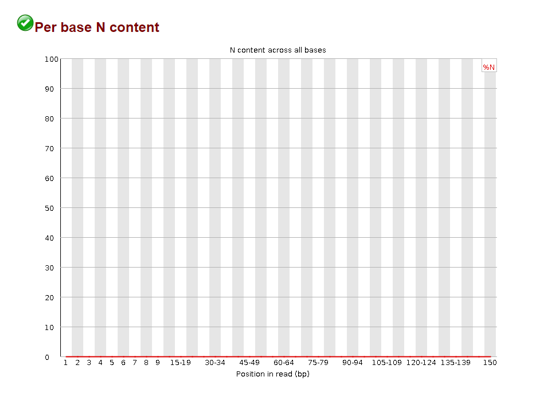 Per base N content
N content across all bases
%N
100
90
80
70
60
50
40
30
20
10
0
1 2 3 4 5 6 7 8 9 15-19 30-34 45-49 60-64 75-79 90-94 105-109 120-124 135-139 150
Position in read (bp)